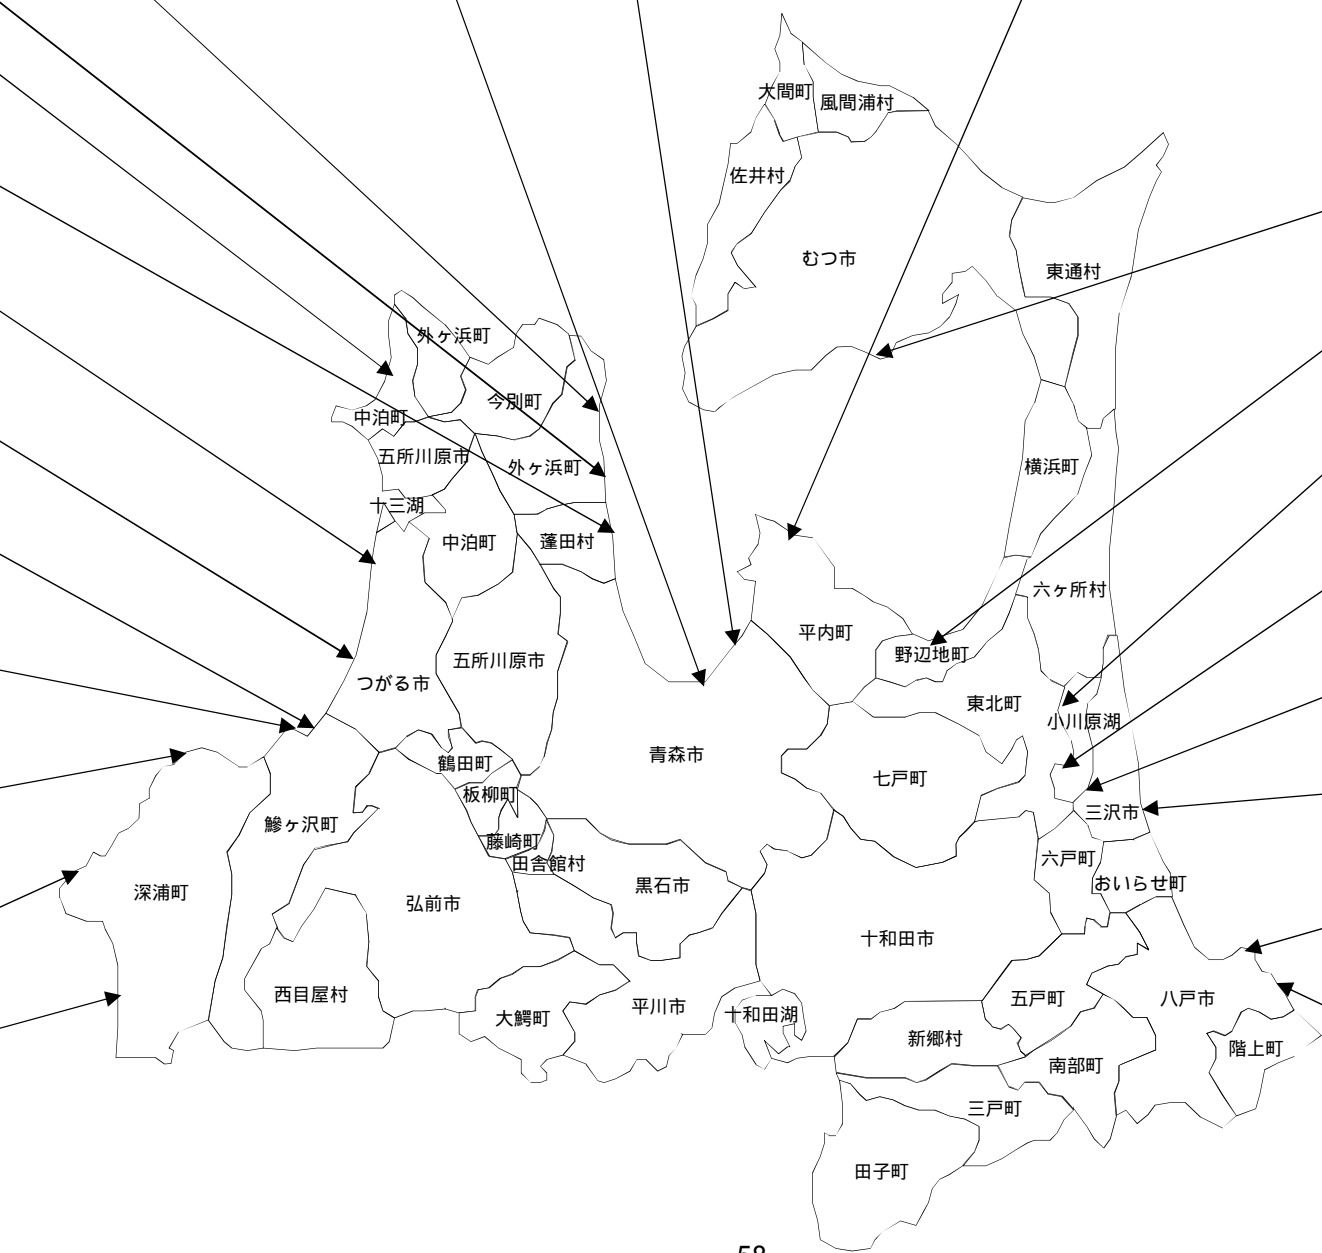 大間町
風間浦村
佐井村
むつ市
東通村
外ヶ浜町
今別町
中泊町
五所川原市
外ヶ浜町
横浜町
十三湖
中泊町
蓬田村
六ヶ所村
平内町
野辺地町
五所川原市
つがる市
東北町
小川原湖
青森市
鶴田町
七戸町
板柳町
三沢市
鰺ヶ沢町
藤崎町
田舎館村
六戸町
黒石市
おいらせ町
深浦町
弘前市
十和田市
西目屋村
五戸町
八戸市
平川市
十和田湖
大鰐町
新郷村
階上町
南部町
三戸町
田子町
58